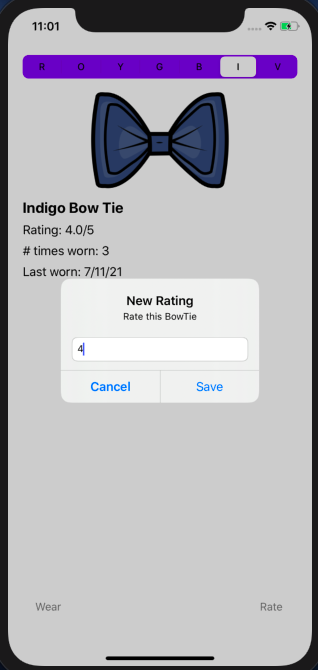 11:01
R O Y G B I V
Indigo Bow Tie
Rating: 4.0/5
# times worn: 3
Last worn: 7/11/21
New Rating
Rate this BowTie
4
Cancel Save
Wear Rate